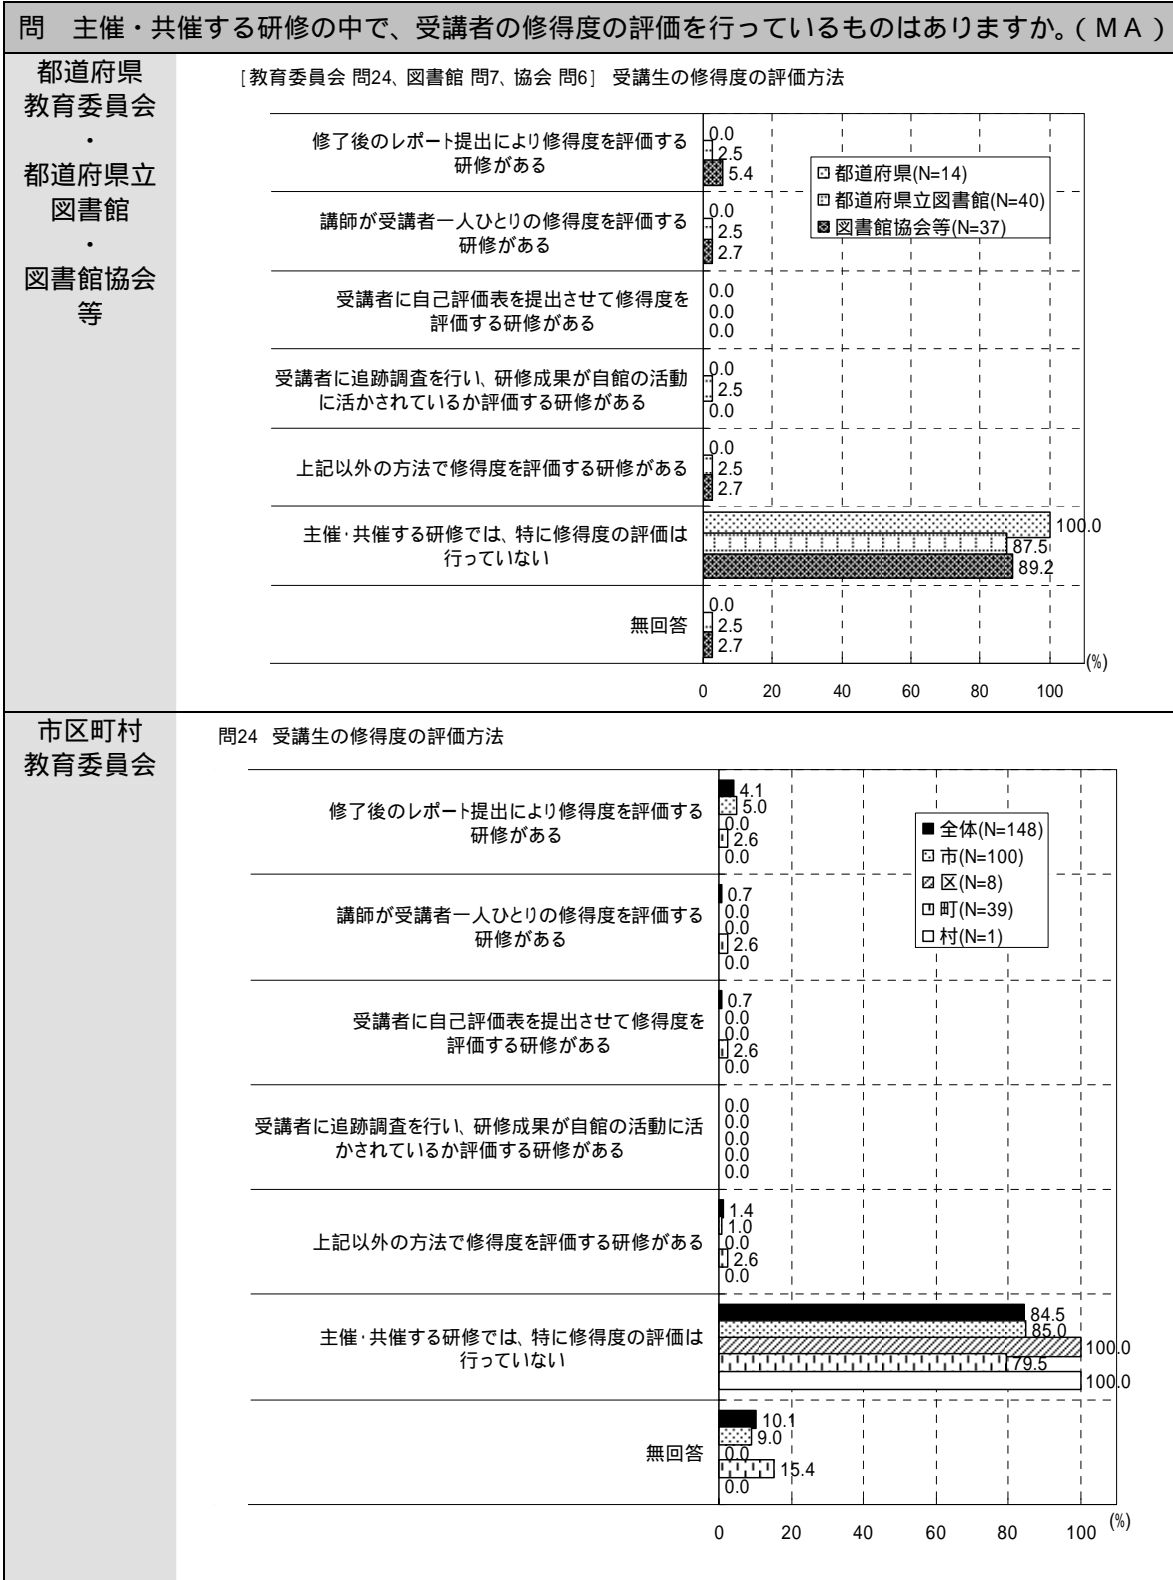 問　主催・共催する研修の中で、受講者の修得度の評価を行っているものはありますか。(ＭＡ)
都道府県
教育委員会
・
都道府県立
図書館
・
図書館協会
等
[教育委員会 問24、図書館 問7、協会 問6]　受講生の修得度の評価方法
修了後のレポート提出により修得度を評価する
研修がある
0.0
2.5
5.4
都道府県(N=14)
都道府県立図書館(N=40)
図書館協会等(N=37)
講師が受講者一人ひとりの修得度を評価する
研修がある
0.0
2.5
2.7
受講者に自己評価表を提出させて修得度を
評価する研修がある
0.0
0.0
0.0
受講者に追跡調査を行い、研修成果が自館の活動
に活かされているか評価する研修がある
0.0
2.5
0.0
上記以外の方法で修得度を評価する研修がある
0.0
2.5
2.7
主催・共催する研修では、特に修得度の評価は
行っていない
100.0
87.5
89.2
無回答
0.0
2.5
2.7
(%)
0 20 40 60 80 100
市区町村
教育委員会
問24　受講生の修得度の評価方法
修了後のレポート提出により修得度を評価する
研修がある
4.1
5.0
0.0
2.6
0.0
全体(N=148)
市(N=100)
区(N=8)
町(N=39)
村(N=1)
講師が受講者一人ひとりの修得度を評価する
研修がある
0.7
0.0
0.0
2.6
0.0
受講者に自己評価表を提出させて修得度を
評価する研修がある
0.7
0.0
0.0
2.6
0.0
受講者に追跡調査を行い、研修成果が自館の活動に活
かされているか評価する研修がある
0.0
0.0
0.0
0.0
0.0
上記以外の方法で修得度を評価する研修がある
1.4
1.0
0.0
2.6
0.0
主催・共催する研修では、特に修得度の評価は
行っていない
84.5
85.0
100.0
79.5
100.0
無回答
10.1
9.0
0.0
15.4
0.0
(%)
0 20 40 60 80 100